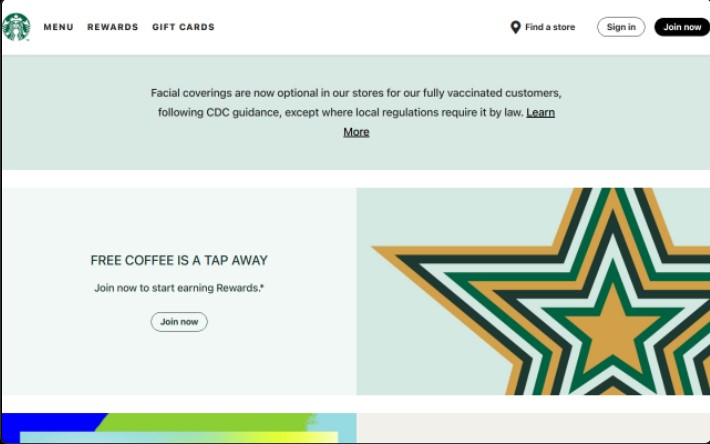 MENU REWARDS GIFT CARDS Find a store Sign in Join now
Facial coverings are now optional in our stores for our fully vaccinated customers,
following CDC guidance, except where local regulations require it by law. Learn
More
FREE COFFEE IS A TAP AWAY
Join now to start earning Rewards.*
Join now